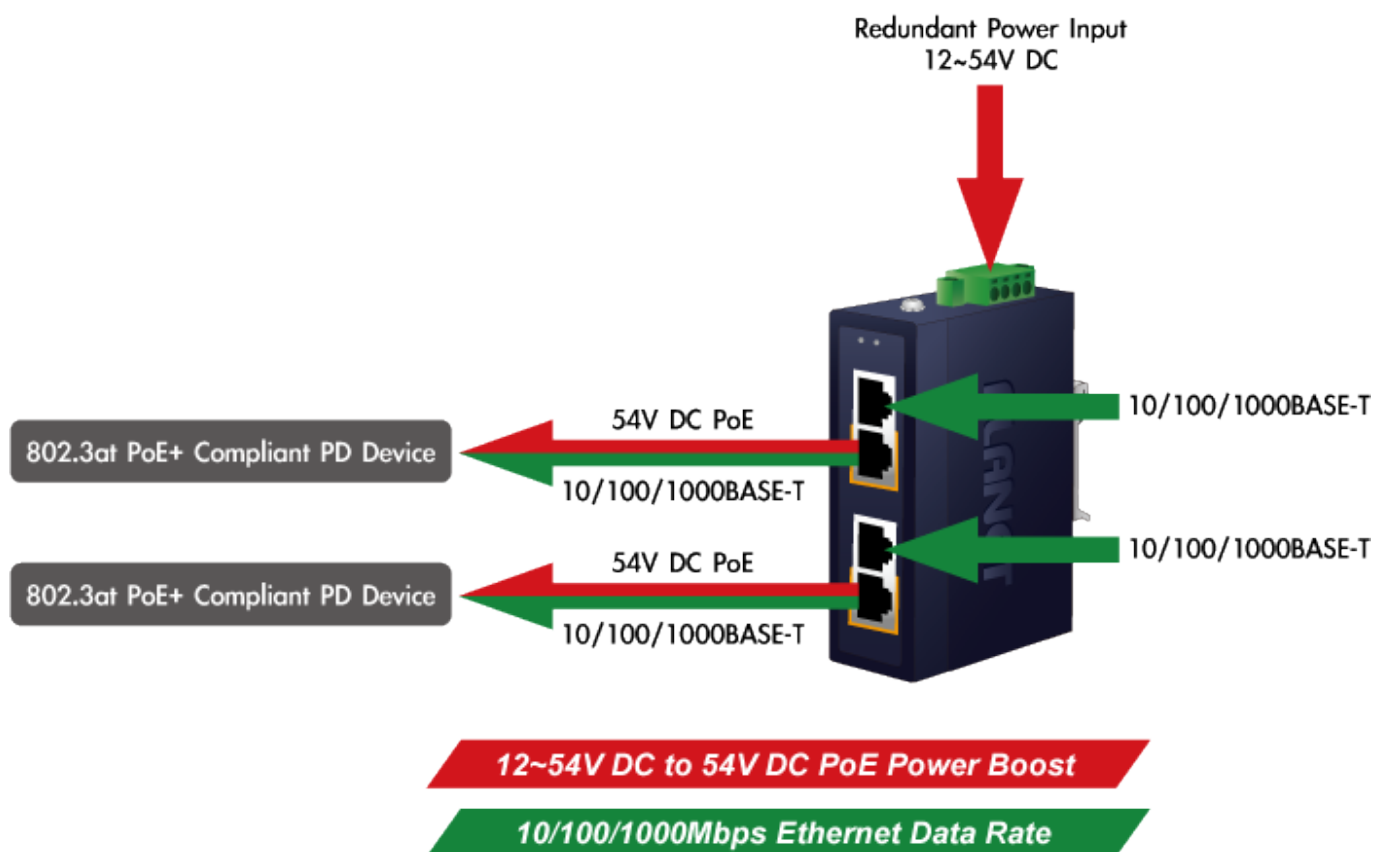 Redundant Power Input
12~54V DC
PLANET
54V DC PoE
10/100/1000BASE-T
802.3at PoE+ Compliant PD Device
10/100/1000BASE-T
54V DC PoE
10/100/1000BASE-T
802.3at PoE+ Compliant PD Device
10/100/1000BASE-T
12~54V DC to 54V DC PoE Power Boost
10/100/1000Mbps Ethernet Data Rate